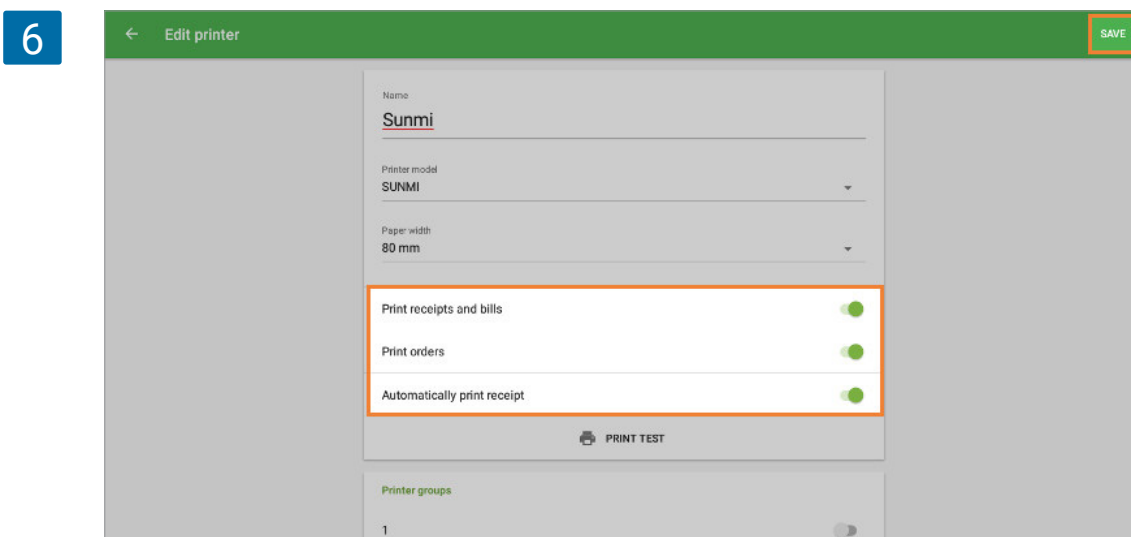 6
Edit printer
SAVE
Name
Sunmi
Printer model
SUNMI
Paper width
80 mm
Print receipts and bills
Print orders
Automatically print receipt
PRINT TEST
Printer groups
1